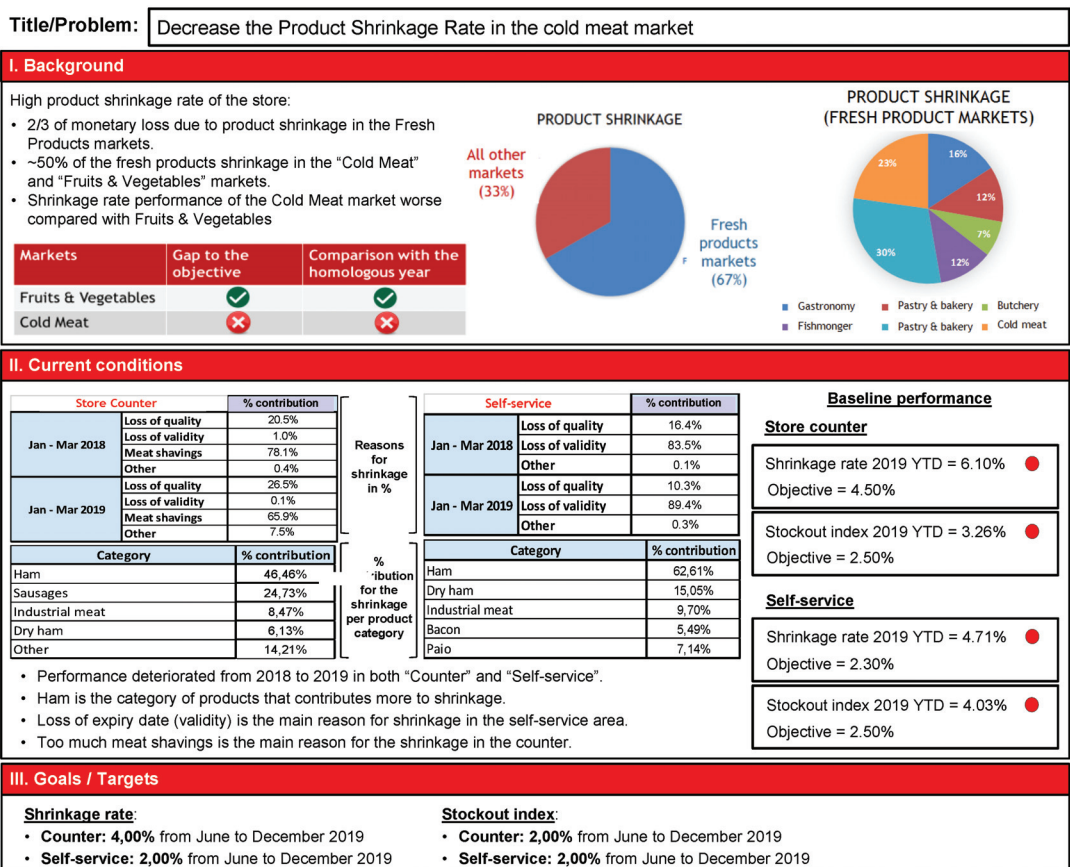 Title/Problem: Decrease the Product Shrinkage Rate in the cold meat market
I. Background
High product shrinkage rate of the store:
• 2/3 of monetary loss due to product shrinkage in the Fresh
Products markets.
• ~50% of the fresh products shrinkage in the “Cold Meat”
and “Fruits & Vegetables” markets.
• Shrinkage rate performance of the Cold Meat market worse
compared with Fruits & Vegetables
Markets Gap to the objective Comparison with the homologous year
Fruits & Vegetables
Cold Meat
PRODUCT SHRINKAGE
All other
markets
(33%)
Fresh
products
F markets
(67%)
PRODUCT SHRINKAGE
(FRESH PRODUCT MARKETS)
16%
12%
7%
12%
30%
23%
Gastronomy Pastry & bakery Butchery
Fishmonger Pastry & bakery Cold meat
II. Current conditions
Store Counter % contribution
Jan - Mar 2018
Loss of quality 20.5%
Loss of validity 1.0%
Meat shavings 78.1%
Other 0.4%
Jan - Mar 2019
Loss of quality 26.5%
Loss of validity 0.1%
Meat shavings 65.9%
Other 7.5%
Reasons
for
shrinkage
in %
Self-service % contribution
Jan - Mar 2018
Loss of quality 16.4%
Loss of validity 83.5%
Other 0.1%
Jan - Mar 2019
Loss of quality 10.3%
Loss of validity 89.4%
Other 0.3%
Category % contribution
Ham 46,46%
Sausages 24,73%
Industrial meat 8,47%
Dry ham 6,13%
Other 14,21%
%
ribution
for the
shrinkage
per product
category
Category % contribution
Ham 62,61%
Dry ham 15,05%
Industrial meat 9,70%
Bacon 5,49%
Paio 7,14%
• Performance deteriorated from 2018 to 2019 in both “Counter” and “Self-service”.
• Ham is the category of products that contributes more to shrinkage.
• Loss of expiry date (validity) is the main reason for shrinkage in the self-service area.
• Too much meat shavings is the main reason for the shrinkage in the counter.
Baseline performance
Store counter
Shrinkage rate 2019 YTD = 6.10%
Objective = 4.50%
Stockout index 2019 YTD = 3.26%
Objective = 2.50%
Self-service
Shrinkage rate 2019 YTD = 4.71%
Objective = 2.30%
Stockout index 2019 YTD = 4.03%
Objective = 2.50%
III. Goals / Targets
Shrinkage rate:
• Counter: 4,00% from June to December 2019
• Self-service: 2,00% from June to December 2019
Stockout index:
• Counter: 2,00% from June to December 2019
• Self-service: 2,00% from June to December 2019